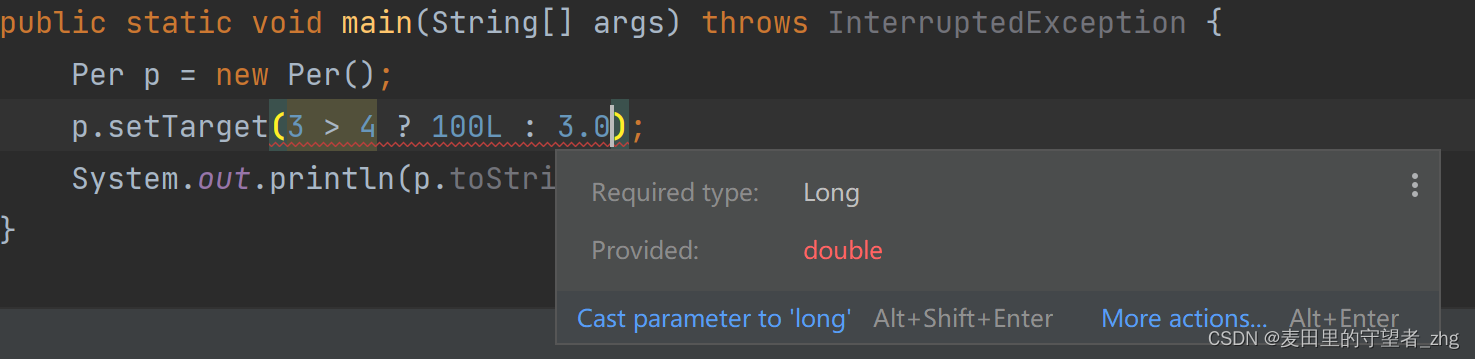 public static void main(String[] args) throws InterruptedException {
Per p = new Per();
p.setTarget(3 > 4 ? 100L : 3.0);
System.out.println(p.toStri
}
Required type: Long
Provided: double
Cast parameter to 'long' Alt+Shift+Enter More actions... Alt+Enter
CSDN @麦田里的守望者_zhg